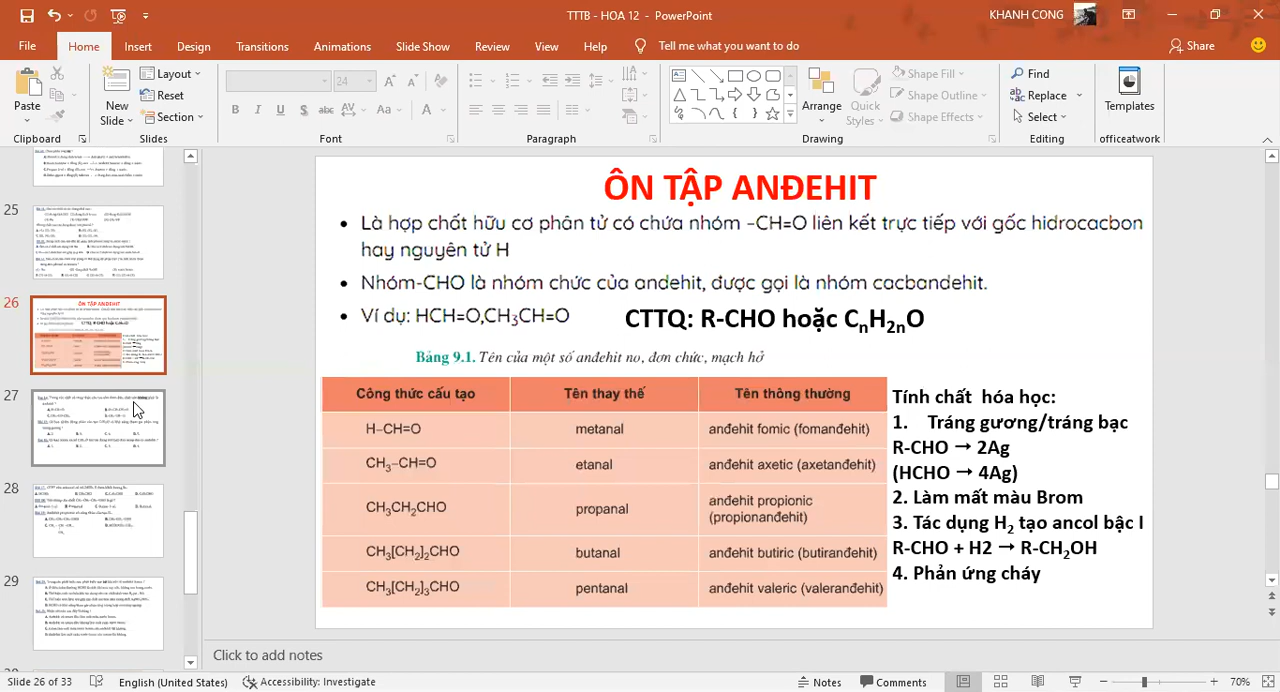 TTTB - HOA 12 - PowerPoint
KHANH CONG
File Home Insert Design Transitions Animations Slide Show Review View Help Tell me what you want to do Share
Paste
New Slide
Layout
Reset
Section
24
B I U S abc AV Aa A
Arrange
Quick Styles
Shape Fill
Shape Outline
Shape Effects
Find
Replace
Select
Templates
Clipboard Slides Font Paragraph Drawing Editing officeatwork
25
26
27
28
29
ÔN TẬP ANĐEHIT
• Là hợp chất hữu cơ phân tử có chứa nhóm –CH=O liên kết trực tiếp với gốc hidrocacbon
hay nguyên tử H
• Nhóm-CHO là nhóm chức của andehit, được gọi là nhóm cacbandehit.
• Ví dụ: HCH=O,CH₃CH=O
CTTQ: R-CHO hoặc CₙH₂ₙO
Bảng 9.1. Tên của một số anđehit no, đơn chức, mạch hở
Công thức cấu tạo Tên thay thế Tên thông thường
H–CH=O metanal anđehit fomic (fomanđehit)
CH₃–CH=O etanal anđehit axetic (axetanđehit)
CH₃CH₂CHO propanal anđehit propionic
(propionanđehit)
CH₃[CH₂]₂CHO butanal anđehit butiric (butiranđehit)
CH₃[CH₂]₃CHO pentanal anđehit valeric (valeranđehit)
Tính chất hóa học:
1. Tráng gương/tráng bạc
R-CHO → 2Ag
(HCHO → 4Ag)
2. Làm mất màu Brom
3. Tác dụng H₂ tạo ancol bậc I
R-CHO + H2 → R-CH₂OH
4. Phản ứng cháy
Click to add notes
Slide 26 of 33 English (United States) Accessibility: Investigate Notes Comments 70%